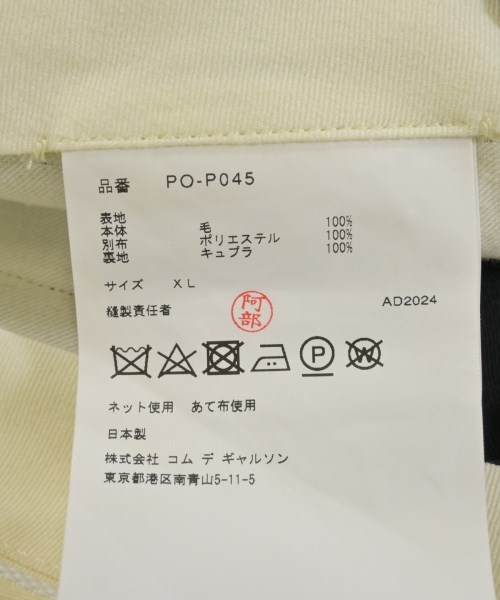 品番 PO-P045
表地
本体 毛 100%
別布 ポリエステル 100%
裏地 キュプラ 100%
サイズ XL
縫製責任者 阿部 AD2024
P W
ネット使用 あて布使用
日本製
株式会社 コム デ ギャルソン
東京都港区南青山5-11-5